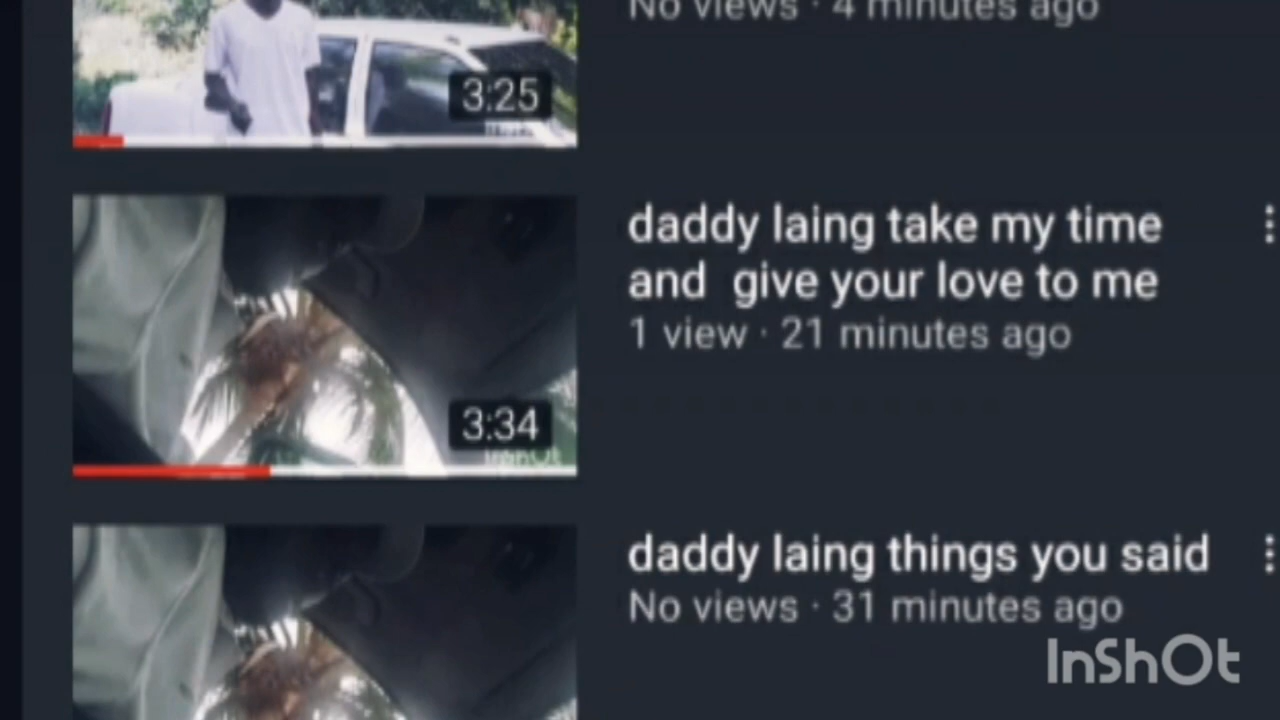 No views · 4 minutes ago
3:25
daddy laing take my time
and  give your love to me
1 view · 21 minutes ago
3:34
InShOt
daddy laing things you said
No views · 31 minutes ago
InShOt